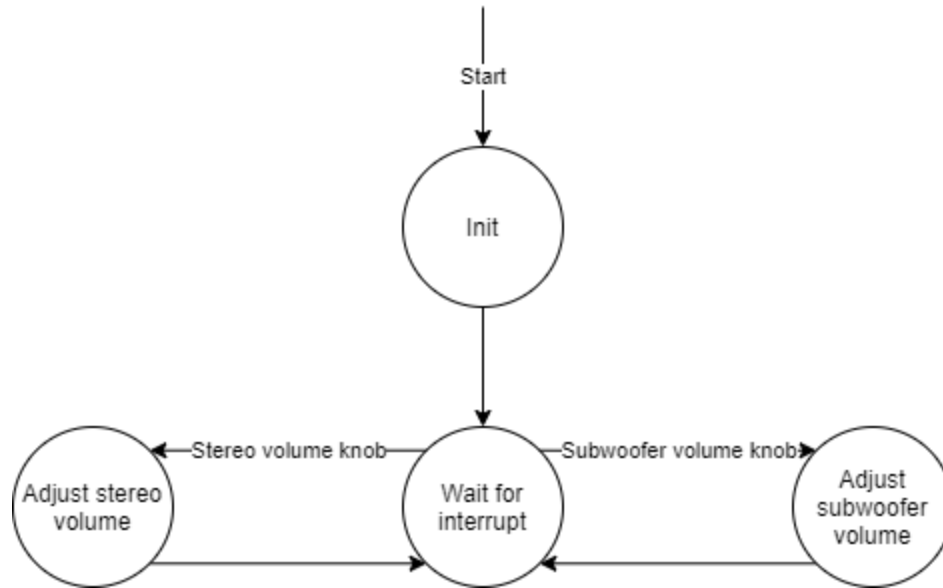 Start
Init
Stereo volume knob
Subwoofer volume knob
Adjust stereo
volume
Wait for
interrupt
Adjust
subwoofer
volume